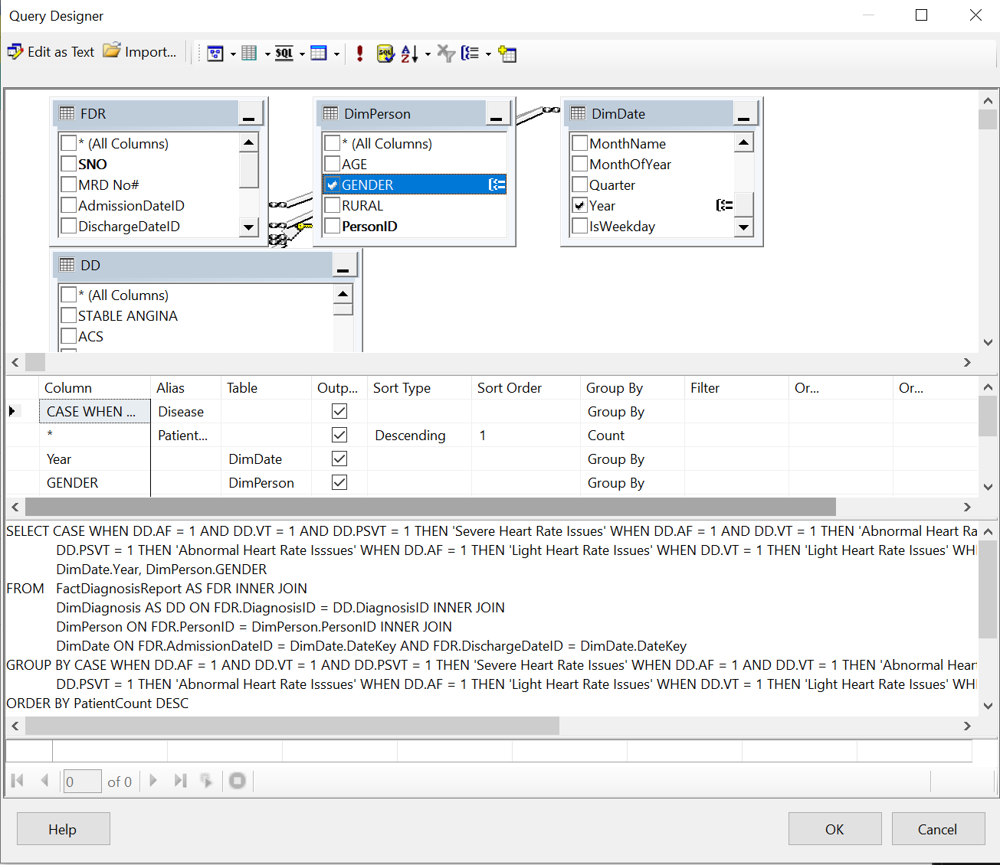 Query Designer
Edit as Text Import...
SQL
FDR
* (All Columns)
SNO
MRD No#
AdmissionDateID
DischargeDateID
DimPerson
* (All Columns)
AGE
GENDER
RURAL
PersonID
DimDate
MonthName
MonthOfYear
Quarter
Year
IsWeekday
DD
* (All Columns)
STABLE ANGINA
ACS
Column Alias Table Outp... Sort Type Sort Order Group By Filter Or... Or...
CASE WHEN ... Disease Group By
* Patient... Descending 1 Count
Year DimDate Group By
GENDER DimPerson Group By
SELECT CASE WHEN DD.AF = 1 AND DD.VT = 1 AND DD.PSVT = 1 THEN 'Severe Heart Rate Issues' WHEN DD.AF = 1 AND DD.VT = 1 THEN 'Abnormal Heart Ra
DD.PSVT = 1 THEN 'Abnormal Heart Rate Isssues' WHEN DD.AF = 1 THEN 'Light Heart Rate Issues' WHEN DD.VT = 1 THEN 'Light Heart Rate Issues' WHE
DimDate.Year, DimPerson.GENDER
FROM FactDiagnosisReport AS FDR INNER JOIN
DimDiagnosis AS DD ON FDR.DiagnosisID = DD.DiagnosisID INNER JOIN
DimPerson ON FDR.PersonID = DimPerson.PersonID INNER JOIN
DimDate ON FDR.AdmissionDateID = DimDate.DateKey AND FDR.DischargeDateID = DimDate.DateKey
GROUP BY CASE WHEN DD.AF = 1 AND DD.VT = 1 AND DD.PSVT = 1 THEN 'Severe Heart Rate Issues' WHEN DD.AF = 1 AND DD.VT = 1 THEN 'Abnormal Heart
DD.PSVT = 1 THEN 'Abnormal Heart Rate Isssues' WHEN DD.AF = 1 THEN 'Light Heart Rate Issues' WHEN DD.VT = 1 THEN 'Light Heart Rate Issues' WHE
ORDER BY PatientCount DESC
0 of 0
Help OK Cancel